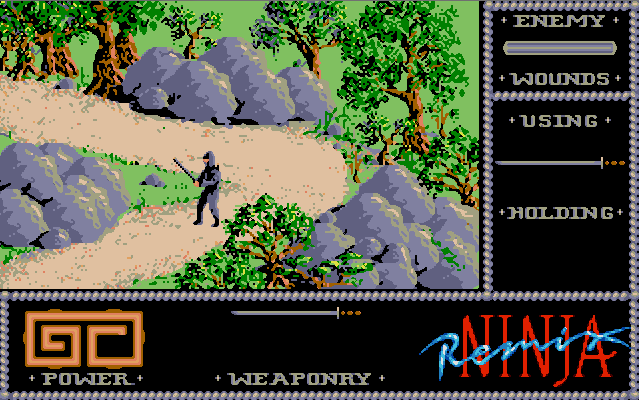 ENEMY
WOUNDS
USING
HOLDING
POWER
WEAPONRY
NINJA
Remix